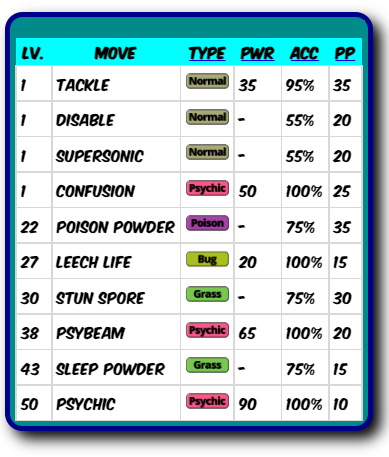 LV. MOVE TYPE PWR ACC PP
1 TACKLE Normal 35 95% 35
1 DISABLE Normal - 55% 20
1 SUPERSONIC Normal - 55% 20
1 CONFUSION Psychic 50 100% 25
22 POISON POWDER Poison - 75% 35
27 LEECH LIFE Bug 20 100% 15
30 STUN SPORE Grass - 75% 30
38 PSYBEAM Psychic 65 100% 20
43 SLEEP POWDER Grass - 75% 15
50 PSYCHIC Psychic 90 100% 10